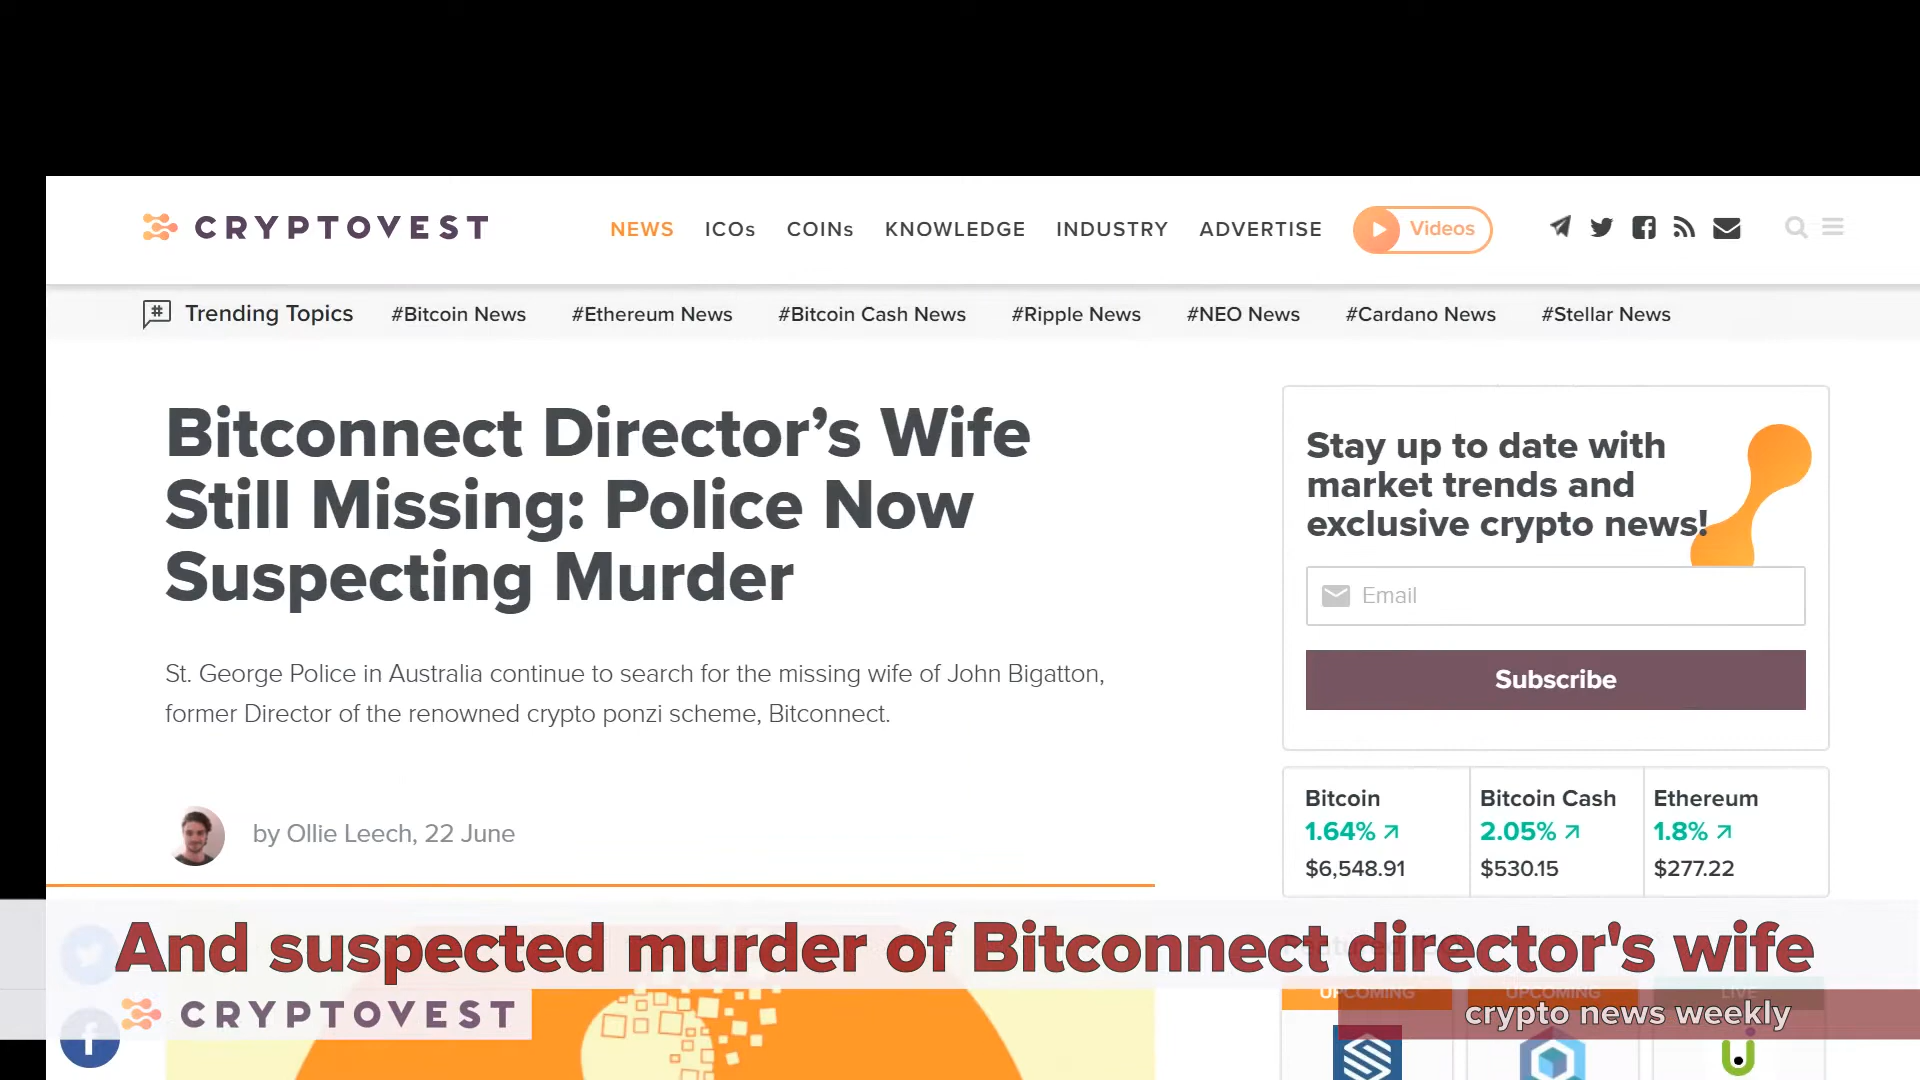 CRYPTOVEST
NEWS ICOs COINs KNOWLEDGE INDUSTRY ADVERTISE Videos
# Trending Topics #Bitcoin News #Ethereum News #Bitcoin Cash News #Ripple News #NEO News #Cardano News #Stellar News
Bitconnect Director’s Wife
Still Missing: Police Now
Suspecting Murder
St. George Police in Australia continue to search for the missing wife of John Bigatton,
former Director of the renowned crypto ponzi scheme, Bitconnect.
by Ollie Leech, 22 June
Stay up to date with
market trends and
exclusive crypto news!
Email
Subscribe
Bitcoin Bitcoin Cash Ethereum
1.64% 2.05% 1.8%
$6,548.91 $530.15 $277.22
And suspected murder of Bitconnect director's wife
UPCOMING UPCOMING LIVE
CRYPTOVEST
crypto news weekly